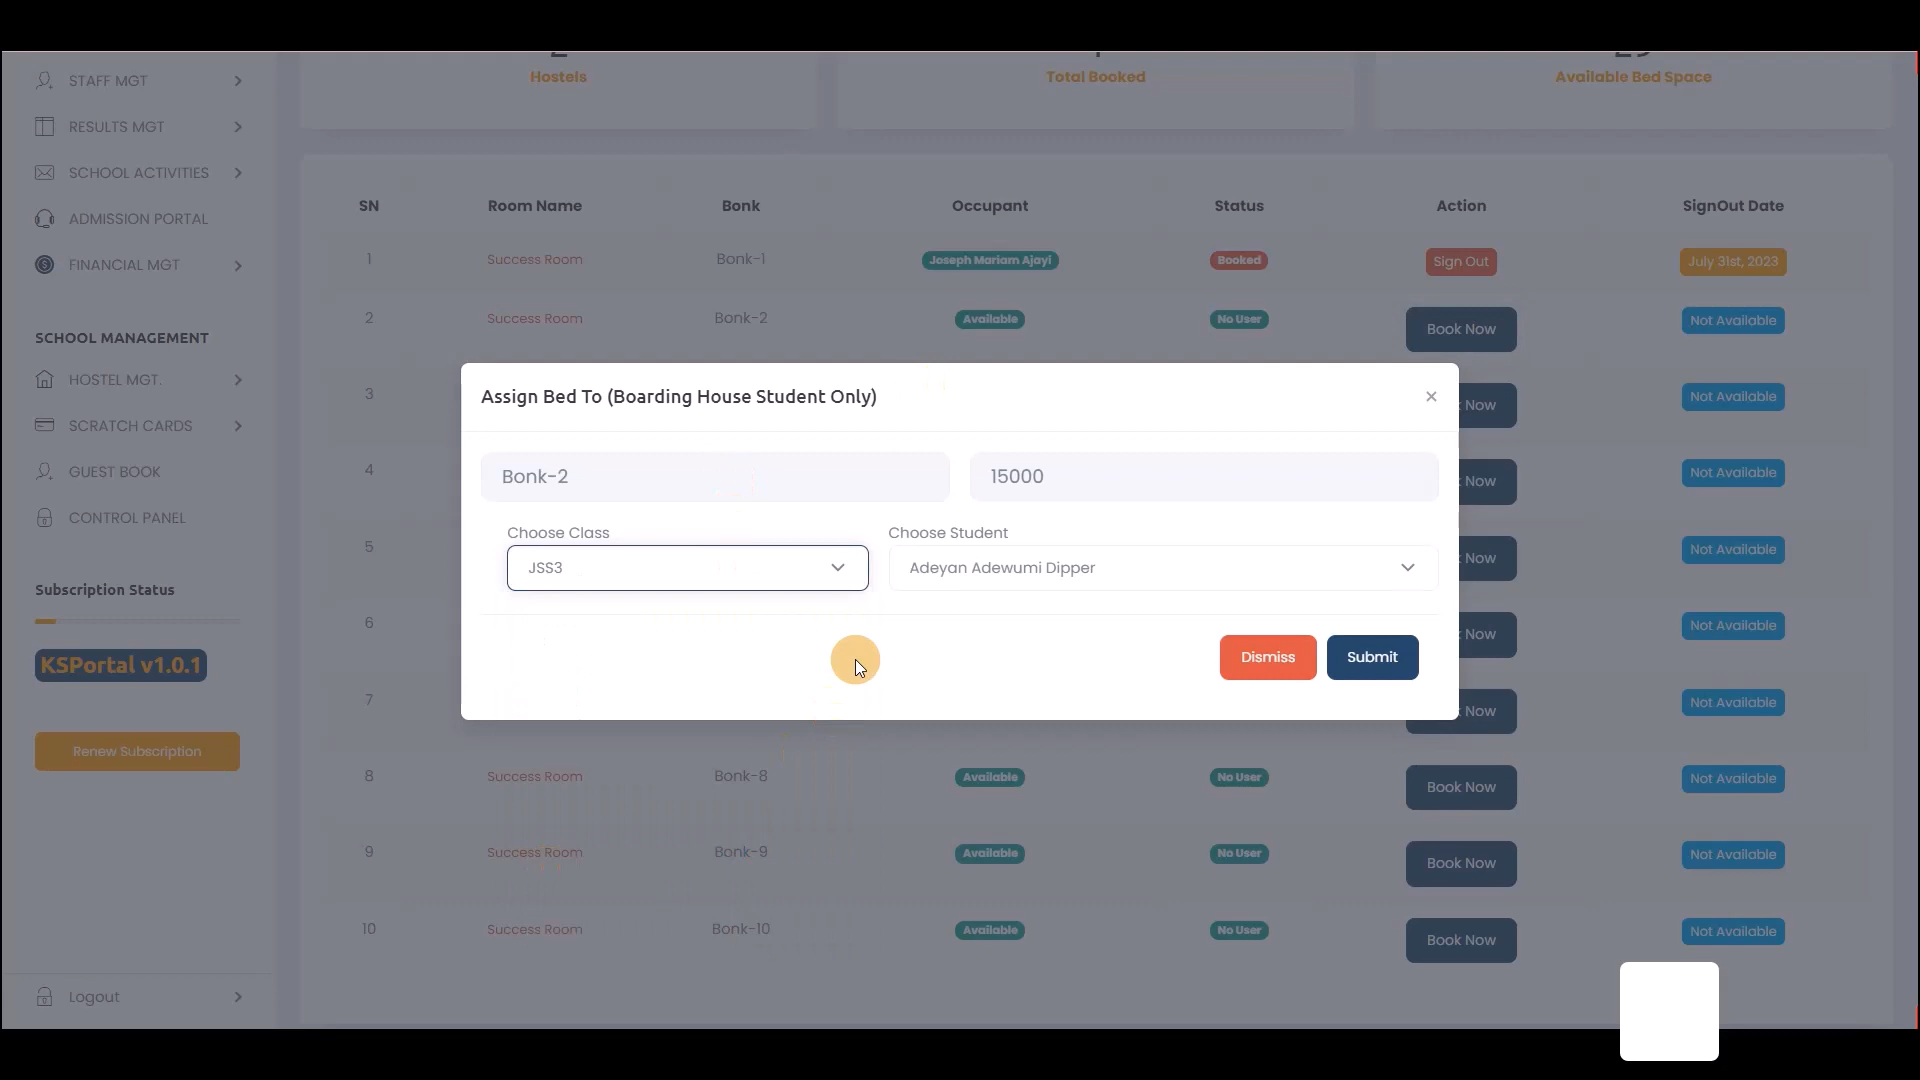 STAFF MGT
RESULTS MGT
SCHOOL ACTIVITIES
ADMISSION PORTAL
FINANCIAL MGT
SCHOOL MANAGEMENT
HOSTEL MGT.
SCRATCH CARDS
GUEST BOOK
CONTROL PANEL
Subscription Status
KSPortal v1.0.1
Renew Subscription
Logout
Hostels Total Booked Available Bed Space
SN Room Name Bonk Occupant Status Action SignOut Date
1 Success Room Bonk-1 Joseph Mariam Ajayi Booked Sign Out July 31st, 2023
2 Success Room Bonk-2 Available No User Book Now Not Available
3 Now Not Available
4 Now Not Available
5 Now Not Available
6 Now Not Available
7 Now Not Available
8 Success Room Bonk-8 Available No User Book Now Not Available
9 Success Room Bonk-9 Available No User Book Now Not Available
10 Success Room Bonk-10 Available No User Book Now Not Available
Assign Bed To (Boarding House Student Only) ×
Bonk-2 15000
Choose Class Choose Student
JSS3 Adeyan Adewumi Dipper
Dismiss Submit